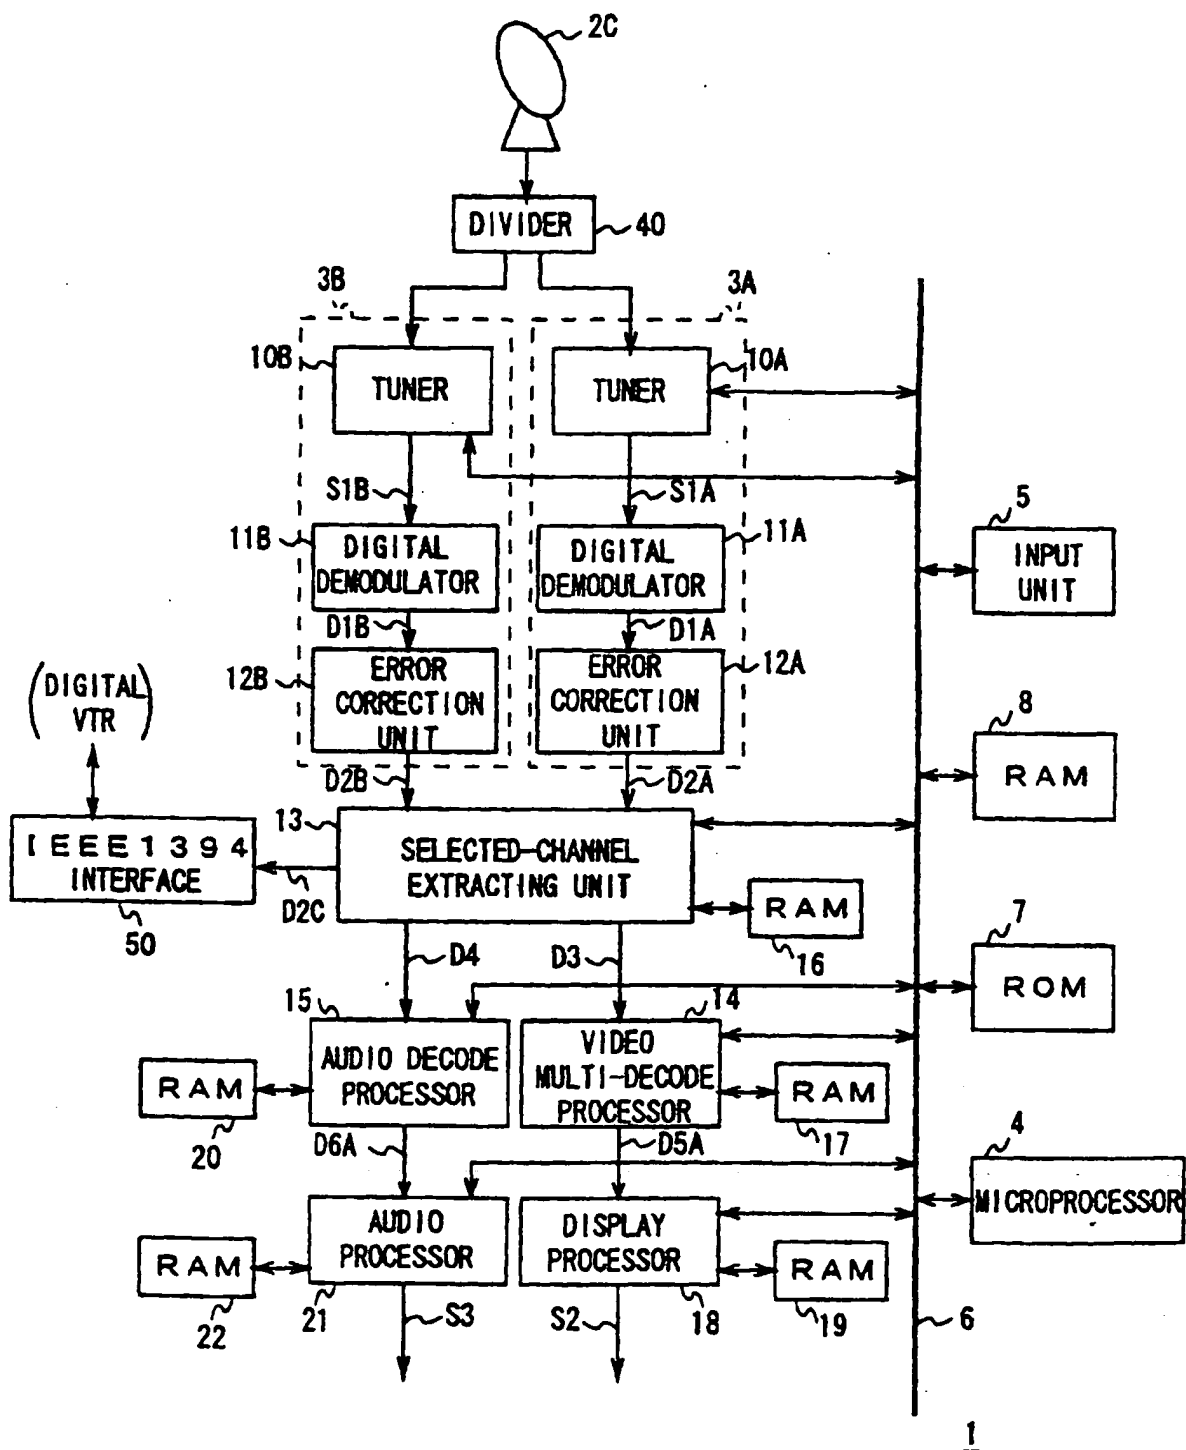 2C
DIVIDER
40
3B
3A
10B
TUNER
TUNER
10A
S1B
S1A
11B
DIGITAL
DEMODULATOR
DIGITAL
DEMODULATOR
11A
5
INPUT
UNIT
D1B
D1A
12B
ERROR
CORRECTION
UNIT
ERROR
CORRECTION
UNIT
12A
(DIGITAL
VTR)
8
RAM
D2B
D2A
13
SELECTED-CHANNEL
EXTRACTING UNIT
IEEE1394
INTERFACE
50
D2C
RAM
16
7
ROM
D4
D3
15
AUDIO DECODE
PROCESSOR
14
VIDEO
MULTI-DECODE
PROCESSOR
RAM
20
RAM
17
D6A
D5A
4
MICROPROCESSOR
AUDIO
PROCESSOR
21
DISPLAY
PROCESSOR
18
RAM
22
RAM
19
S3
S2
6
1